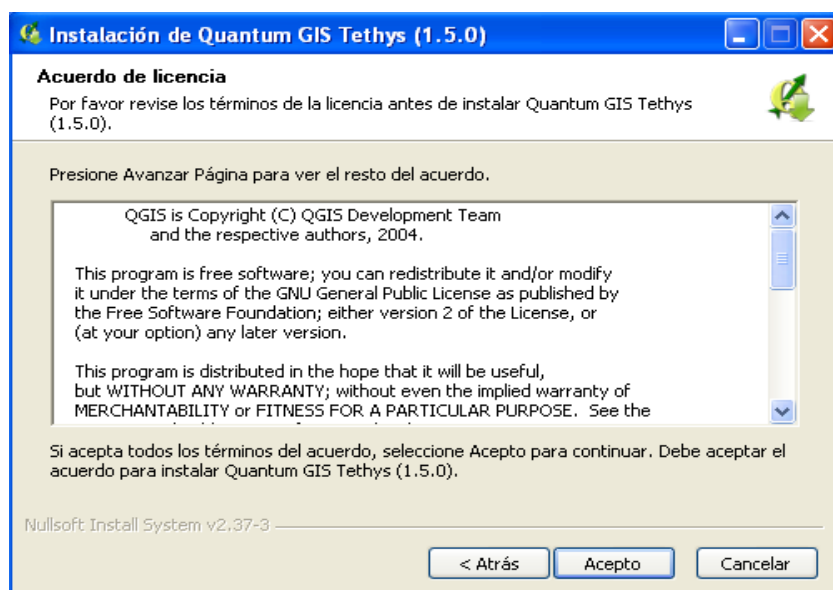 Instalación de Quantum GIS Tethys (1.5.0)
Acuerdo de licencia
Por favor revise los términos de la licencia antes de instalar Quantum GIS Tethys
(1.5.0).
Presione Avanzar Página para ver el resto del acuerdo.
QGIS is Copyright (C) QGIS Development Team
and the respective authors, 2004.
This program is free software; you can redistribute it and/or modify
it under the terms of the GNU General Public License as published by
the Free Software Foundation; either version 2 of the License, or
(at your option) any later version.
This program is distributed in the hope that it will be useful,
but WITHOUT ANY WARRANTY; without even the implied warranty of
MERCHANTABILITY or FITNESS FOR A PARTICULAR PURPOSE. See the
Si acepta todos los términos del acuerdo, seleccione Acepto para continuar. Debe aceptar el
acuerdo para instalar Quantum GIS Tethys (1.5.0).
Nullsoft Install System v2.37-3
< Atrás
Acepto
Cancelar